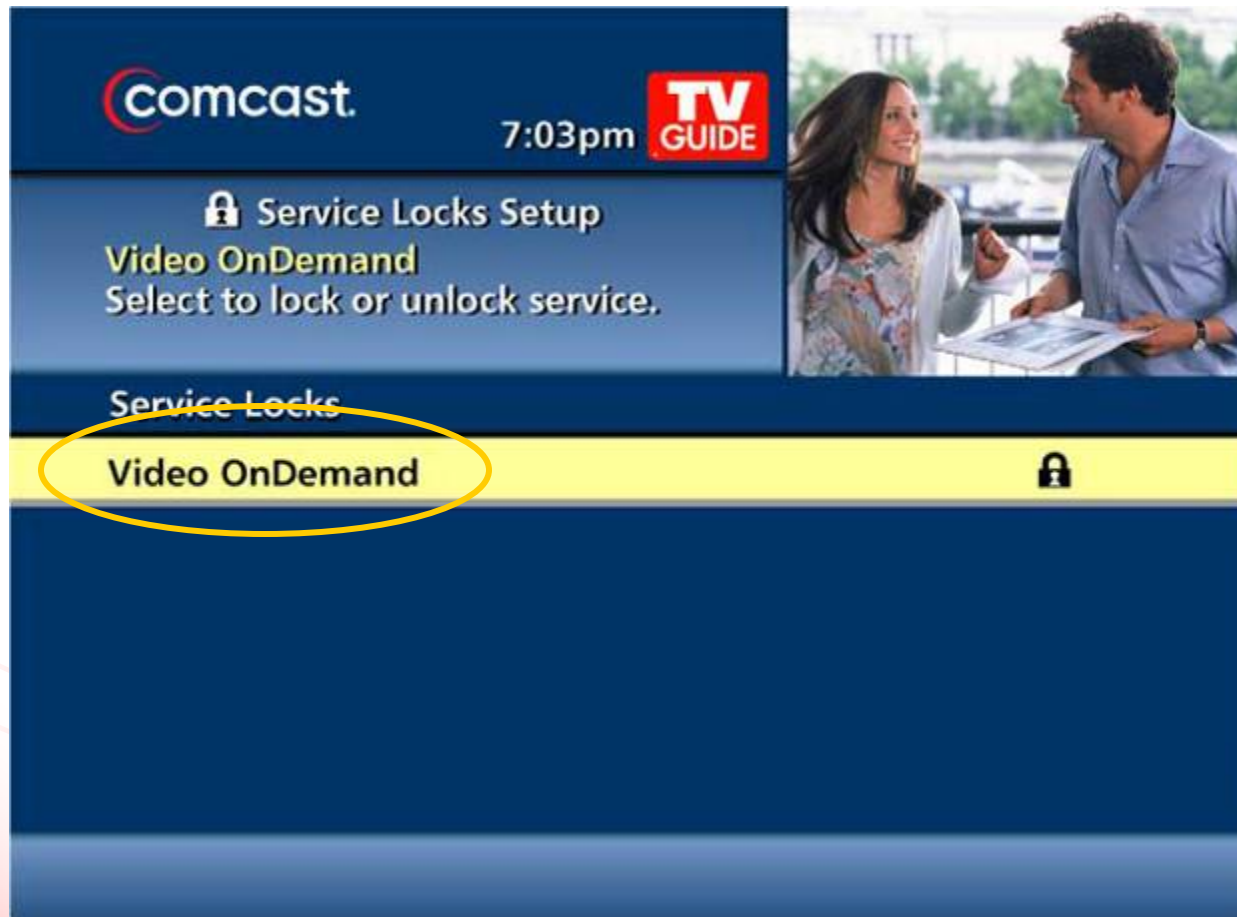 comcast.
7:03pm
TV
GUIDE
Service Locks Setup
Video OnDemand
Select to lock or unlock service.
Service Locks
Video OnDemand